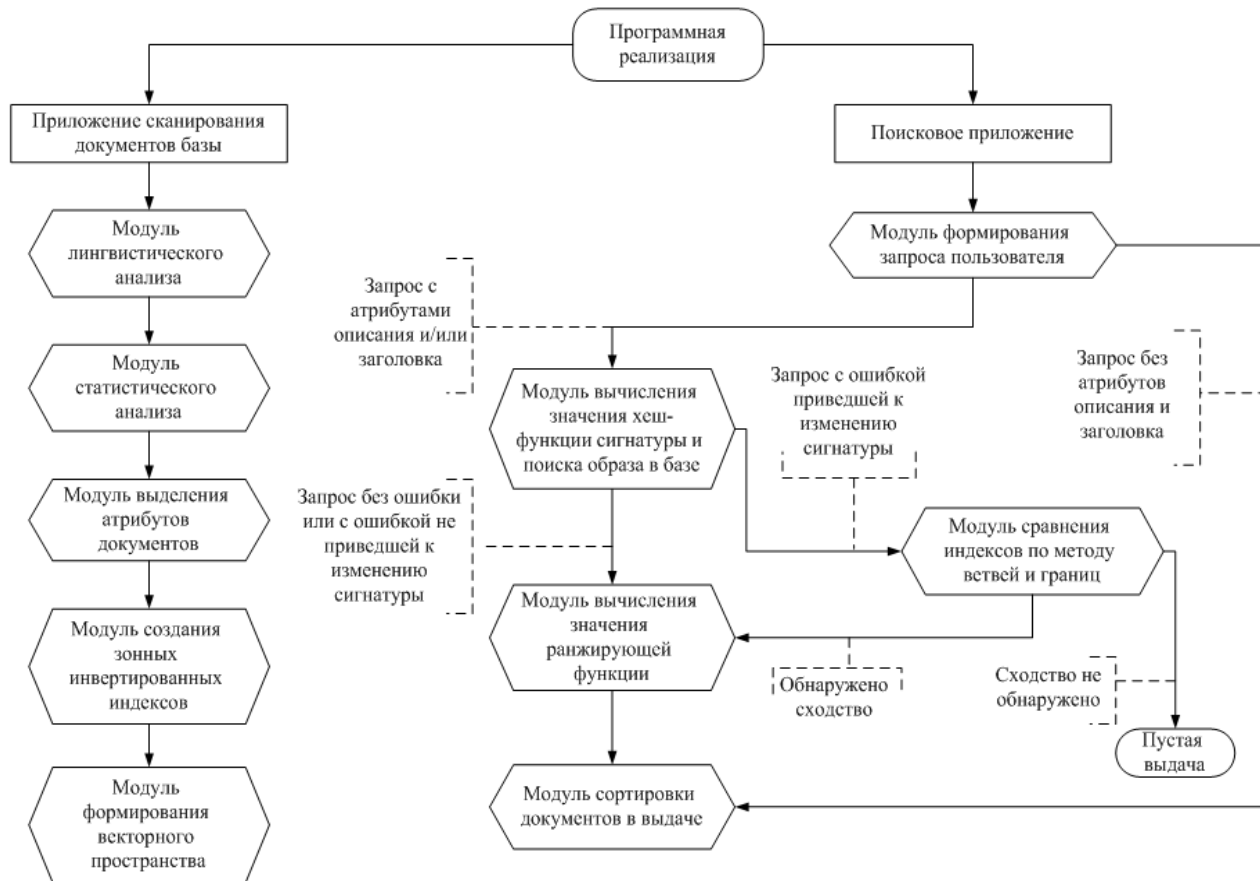 Программная
реализация
Приложение сканирования
документов базы
Поисковое приложение
Модуль
лингвистического
анализа
Модуль формирования
запроса пользователя
Запрос с
атрибутами
описания и/или
заголовка
Модуль
статистического
анализа
Модуль вычисления
значения хеш-
функции сигнатуры и
поиска образа в базе
Запрос с ошибкой
приведшей к
изменению
сигнатуры
Запрос без
атрибутов
описания и
заголовка
Модуль выделения
атрибутов
документов
Запрос без ошибки
или с ошибкой не
приведшей к
изменению
сигнатуры
Модуль сравнения
индексов по методу
ветвей и границ
Модуль создания
зонных
инвертированных
индексов
Модуль вычисления
значения
ранжирующей
функции
Обнаружено
сходство
Сходство не
обнаружено
Пустая
выдача
Модуль
формирования
векторного
пространства
Модуль сортировки
документов в выдаче